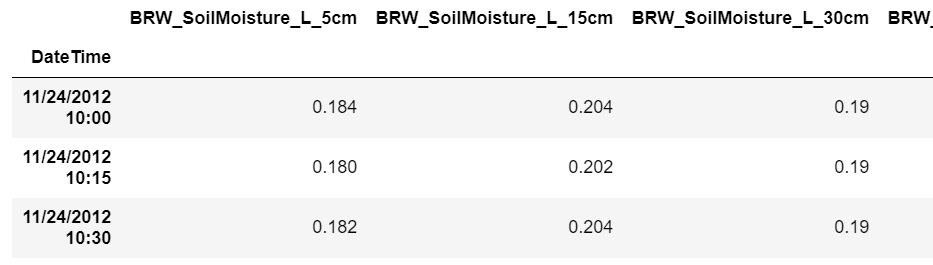 BRW_SoilMoisture_L_5cm BRW_SoilMoisture_L_15cm BRW_SoilMoisture_L_30cm BRW_
DateTime
11/24/2012
10:00 0.184 0.204 0.19
11/24/2012
10:15 0.180 0.202 0.19
11/24/2012
10:30 0.182 0.204 0.19